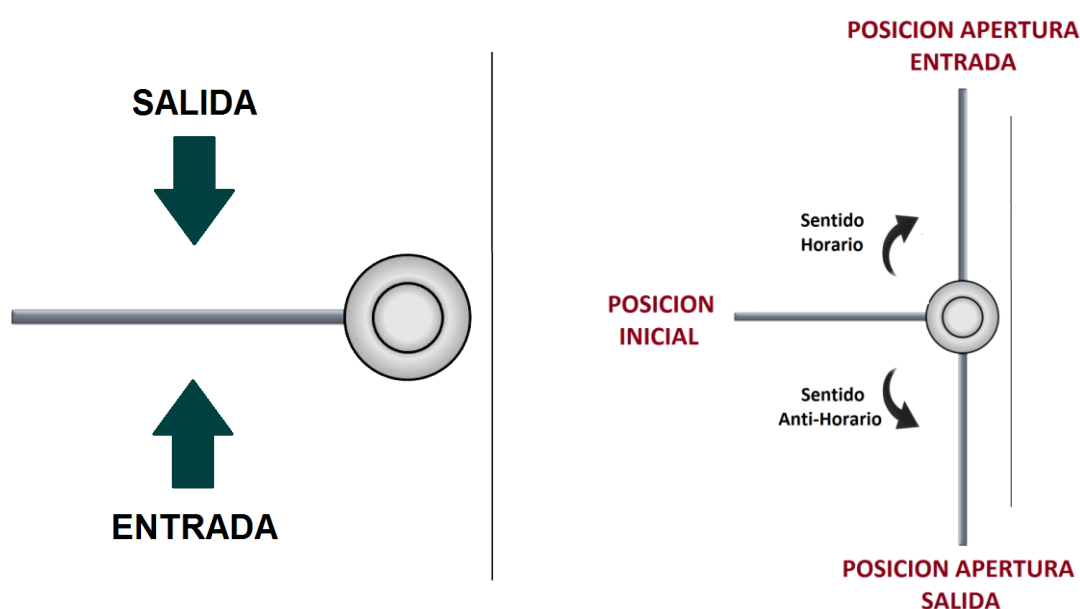 SALIDA
ENTRADA
POSICION APERTURA
ENTRADA
Sentido
Horario
POSICION
INICIAL
Sentido
Anti-Horario
POSICION APERTURA
SALIDA